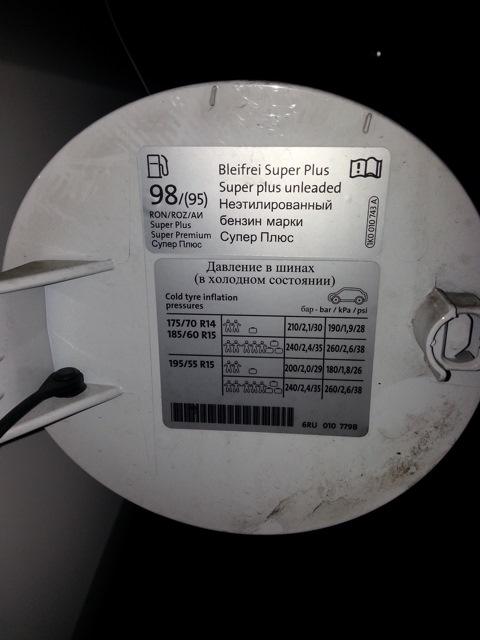 98/(95)
RON/ROZ/АИ
Super Plus
Super Premium
Супер Плюс
Bleifrei Super Plus
Super plus unleaded
Неэтилированный
бензин марки
Супер Плюс
1K0 010 743 A
Давление в шинах
(в холодном состоянии)
Cold tyre inflation
pressures
бар - bar / kPa / psi
175/70 R14
185/60 R15
210/2,1/30 190/1,9/28
240/2,4/35 260/2,6/38
195/55 R15
200/2,0/29 180/1,8/26
240/2,4/35 260/2,6/38
6RU 010 779B